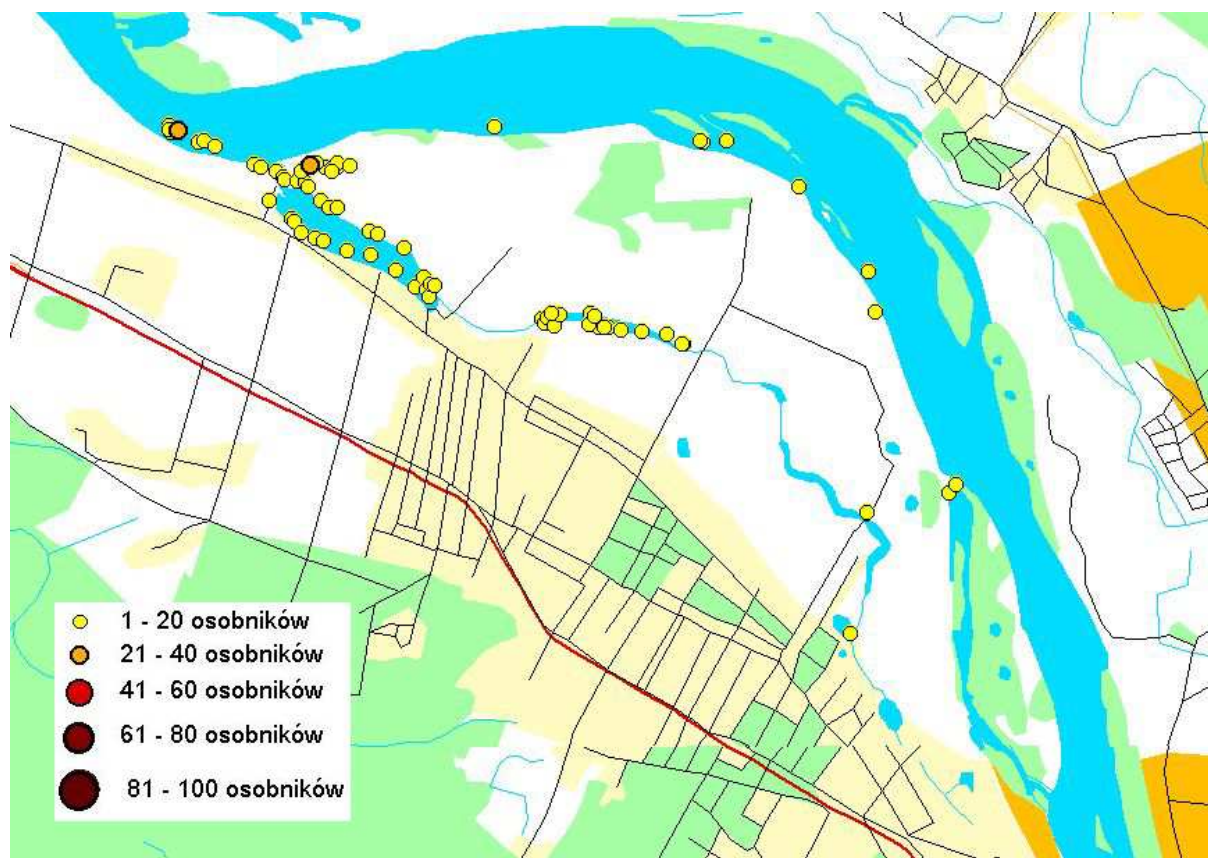 1 - 20 osobników
21 - 40 osobników
41 - 60 osobników
61 - 80 osobników
81 - 100 osobników